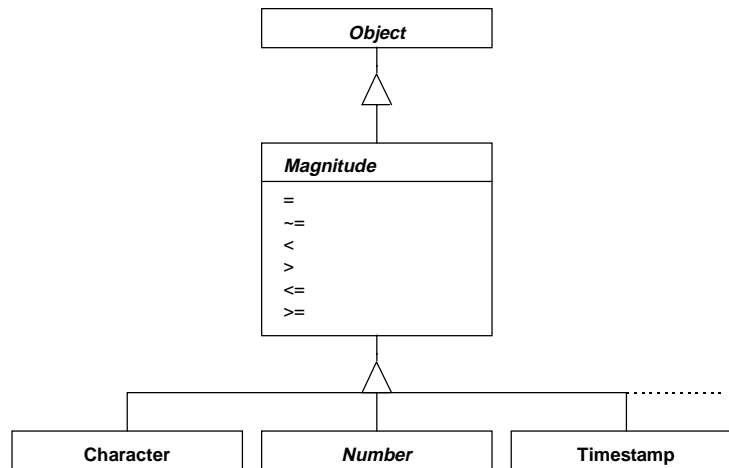 Object
Magnitude
=
~=
<
>
<=
>=
Character
Number
Timestamp